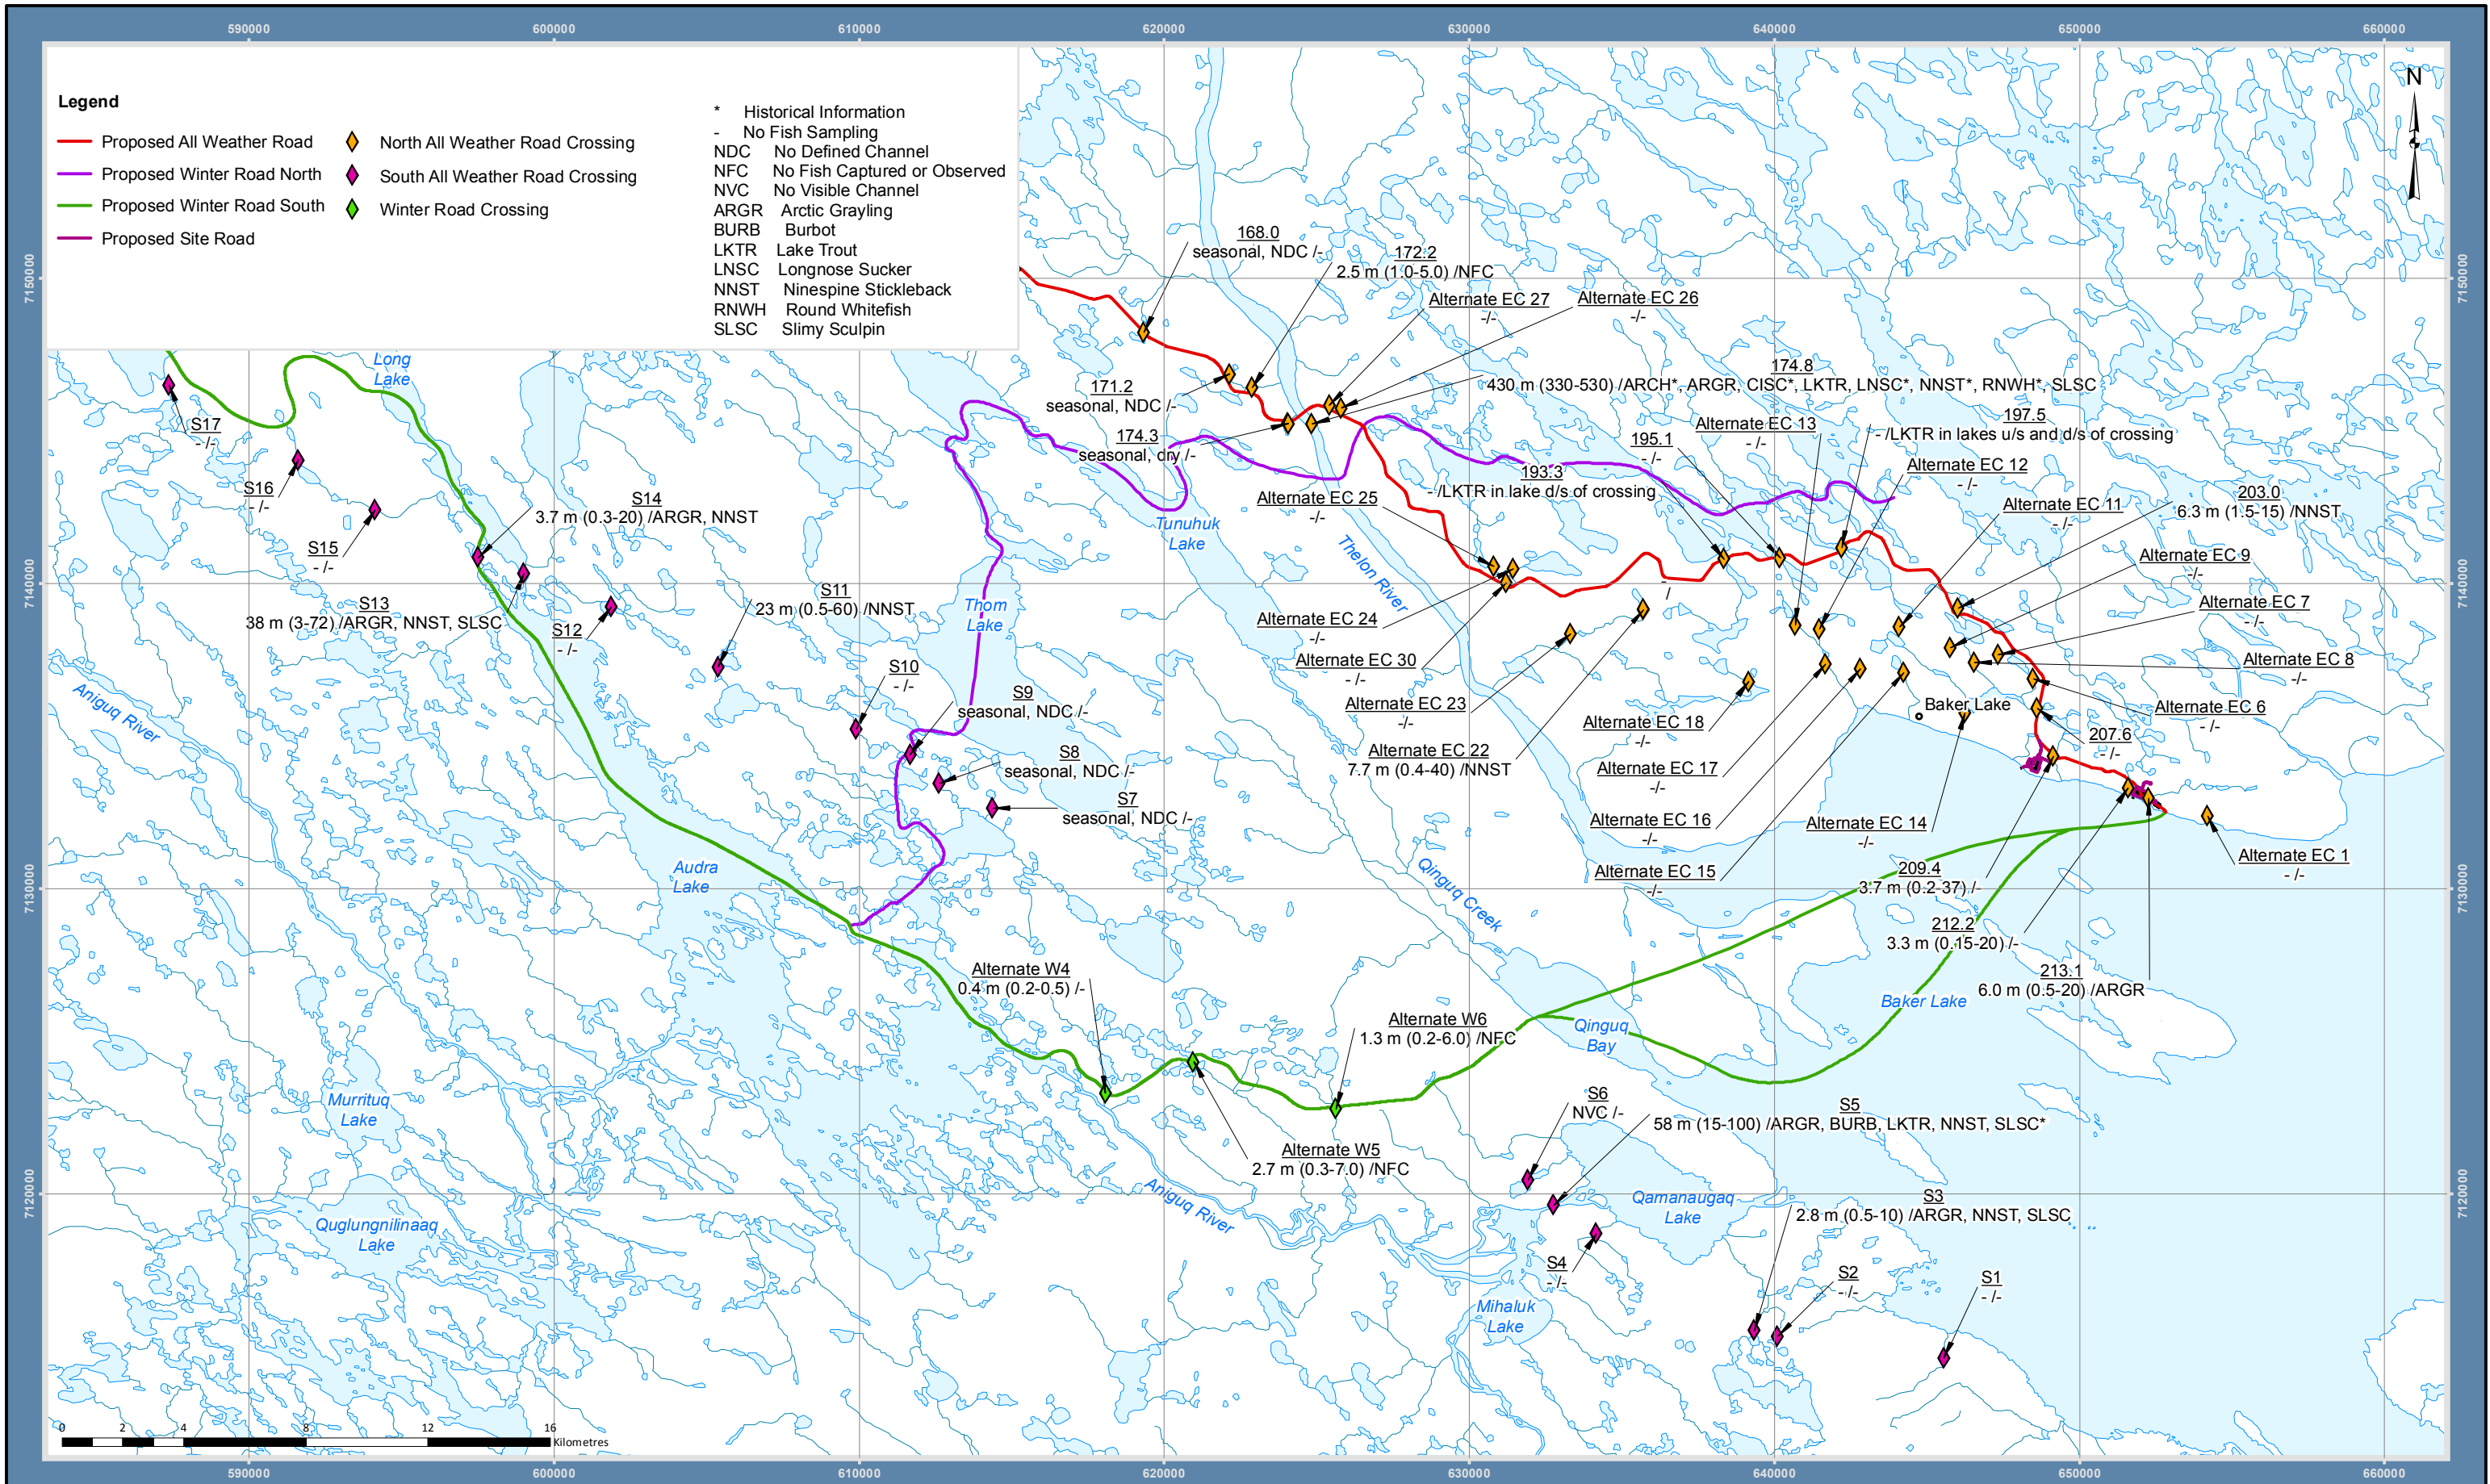 590000
600000
610000
620000
630000
640000
650000
660000
Legend
Proposed All Weather Road
Proposed Winter Road North
Proposed Winter Road South
Proposed Site Road
North All Weather Road Crossing
South All Weather Road Crossing
Winter Road Crossing
* Historical Information
- No Fish Sampling
NDC No Defined Channel
NFC No Fish Captured or Observed
NVC No Visible Channel
ARGR Arctic Grayling
BURB Burbot
LKTR Lake Trout
LNSC Longnose Sucker
NNST Ninespine Stickleback
RNWH Round Whitefish
SLSC Slimy Sculpin
N
7150000
7150000
168.0
seasonal, NDC /-
172.2
2.5 m (1.0-5.0) /NFC
Alternate EC 27
-/-
Alternate EC 26
-/-
171.2
seasonal, NDC /-
174.8
430 m (330-530) /ARCH*, ARGR, CISC*, LKTR, LNSC*, NNST*, RNWH*, SLSC
174.3
seasonal, dry /-
Alternate EC 13
- /-
197.5
- /LKTR in lakes u/s and d/s of crossing
195.1
-/-
193.3
- /LKTR in lake d/s of crossing
Alternate EC 12
- /-
Alternate EC 25
-/-
Alternate EC 11
- /-
203.0
6.3 m (1.5-15) /NNST
Alternate EC 9
-/-
Alternate EC 7
- /-
Alternate EC 8
-/-
Alternate EC 6
- /-
207.6
- /-
Long
Lake
S17
- /-
S16
- /-
S15
- /-
S14
3.7 m (0.3-20) /ARGR, NNST
S13
38 m (3-72) /ARGR, NNST, SLSC
S12
- /-
S11
23 m (0.5-60) /NNST
S10
- /-
S9
seasonal, NDC /-
S8
seasonal, NDC /-
S7
seasonal, NDC /-
Tunuhuk
Lake
Thelon River
Thom
Lake
7140000
7140000
-
/
Alternate EC 24
-/-
Alternate EC 30
- /-
Alternate EC 23
-/-
Alternate EC 22
7.7 m (0.4-40) /NNST
Alternate EC 18
-/-
Alternate EC 17
-/-
Alternate EC 16
-/-
Alternate EC 15
-/-
Baker Lake
Alternate EC 14
-/-
Alternate EC 1
- /-
209.4
3.7 m (0.2-37) /-
212.2
3.3 m (0.15-20) /-
213.1
6.0 m (0.5-20) /ARGR
Aniguq River
Audra
Lake
Qinguq Creek
7130000
7130000
Alternate W4
0.4 m (0.2-0.5) /-
Alternate W6
1.3 m (0.2-6.0) /NFC
Alternate W5
2.7 m (0.3-7.0) /NFC
Qinguq
Bay
Baker Lake
Murrituq
Lake
Quglungnilinaaq
Lake
Aniguq River
S6
NVC /-
S5
58 m (15-100) /ARGR, BURB, LKTR, NNST, SLSC*
Qamanaugaq
Lake
S3
2.8 m (0.5-10) /ARGR, NNST, SLSC
S4
- /-
S2
- /-
S1
- /-
Mihaluk
Lake
7120000
7120000
0 2 4 8 12 16
Kilometres
590000
600000
610000
620000
630000
640000
650000
660000